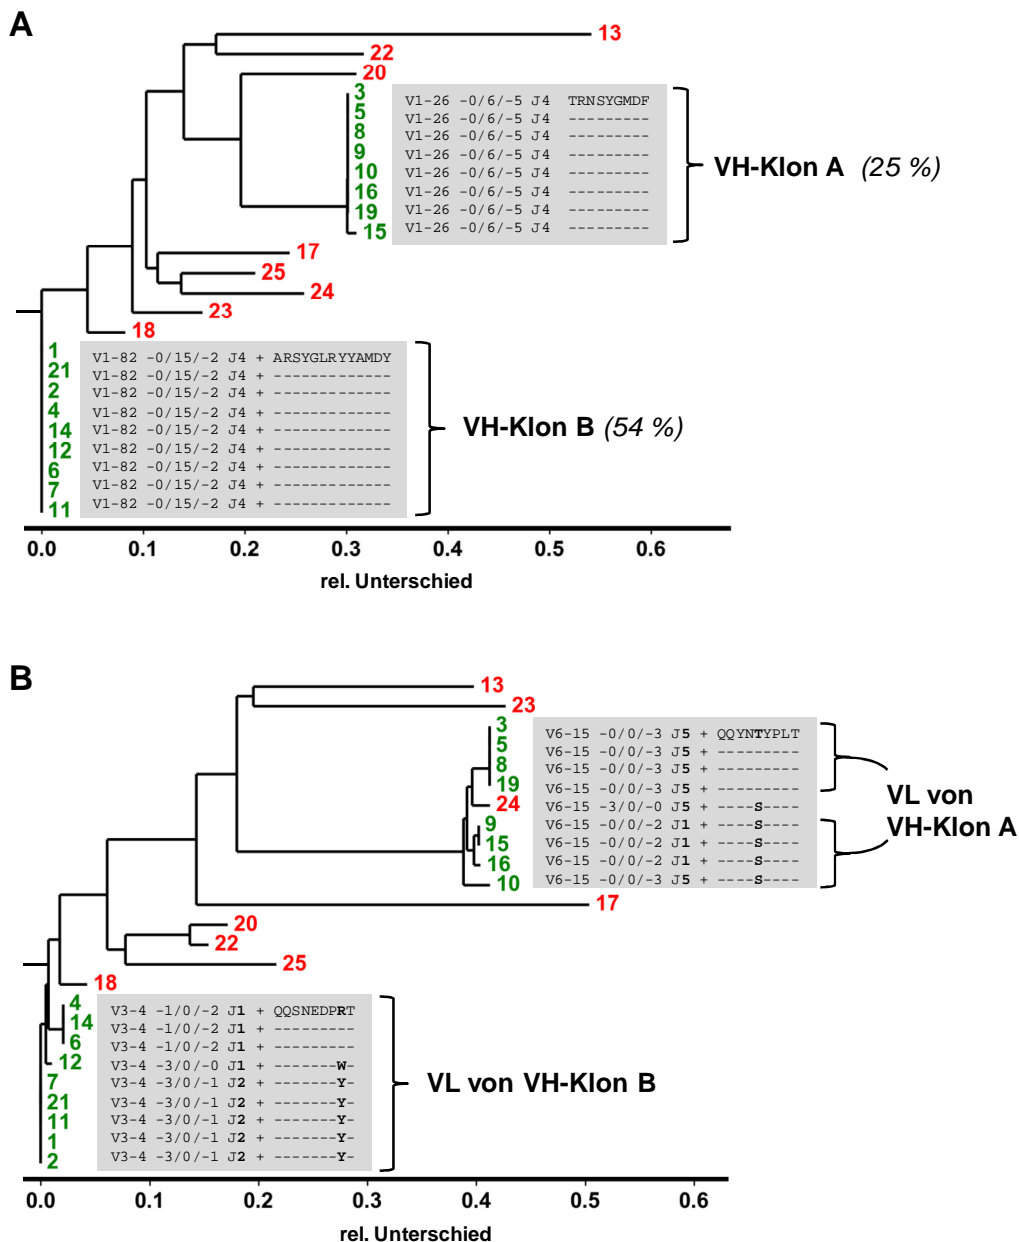 A
13
22
20
3
5
8
9
10
16
19
15
V1-26 -0/6/-5 J4 TRNSYGMDF
V1-26 -0/6/-5 J4 ---------
V1-26 -0/6/-5 J4 ---------
V1-26 -0/6/-5 J4 ---------
V1-26 -0/6/-5 J4 ---------
V1-26 -0/6/-5 J4 ---------
V1-26 -0/6/-5 J4 ---------
V1-26 -0/6/-5 J4 ---------
VH-Klon A (25 %)
17
25
24
23
18
1
21
2
4
14
12
6
7
11
V1-82 -0/15/-2 J4 + ARSYGLRYYAMDY
V1-82 -0/15/-2 J4 + -------------
V1-82 -0/15/-2 J4 + -------------
V1-82 -0/15/-2 J4 + -------------
V1-82 -0/15/-2 J4 + -------------
V1-82 -0/15/-2 J4 + -------------
V1-82 -0/15/-2 J4 + -------------
V1-82 -0/15/-2 J4 + -------------
V1-82 -0/15/-2 J4 + -------------
VH-Klon B (54 %)
0.0 0.1 0.2 0.3 0.4 0.5 0.6
rel. Unterschied
B
13
23
3
5
8
19
24
9
15
16
10
V6-15 -0/0/-3 J5 + QQYNTYPLT
V6-15 -0/0/-3 J5 + ---------
V6-15 -0/0/-3 J5 + ---------
V6-15 -0/0/-3 J5 + ---------
V6-15 -3/0/-0 J5 + ----S----
V6-15 -0/0/-2 J1 + ----S----
V6-15 -0/0/-2 J1 + ----S----
V6-15 -0/0/-2 J1 + ----S----
V6-15 -0/0/-3 J5 + ----S----
VL von
VH-Klon A
17
20
22
25
18
4
14
6
12
7
21
11
1
2
V3-4 -1/0/-2 J1 + QQSNEDPRT
V3-4 -1/0/-2 J1 + ---------
V3-4 -1/0/-2 J1 + ---------
V3-4 -3/0/-0 J1 + -------W-
V3-4 -3/0/-1 J2 + -------Y-
V3-4 -3/0/-1 J2 + -------Y-
V3-4 -3/0/-1 J2 + -------Y-
V3-4 -3/0/-1 J2 + -------Y-
V3-4 -3/0/-1 J2 + -------Y-
VL von VH-Klon B
0.0 0.1 0.2 0.3 0.4 0.5 0.6
rel. Unterschied